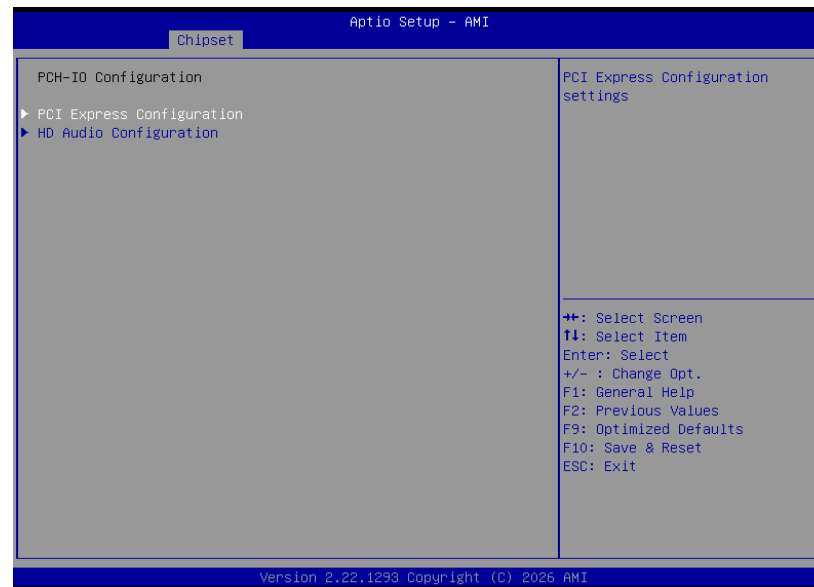 Aptio Setup – AMI
Chipset
PCH-IO Configuration
PCI Express Configuration
HD Audio Configuration
PCI Express Configuration
settings
→←: Select Screen
↑↓: Select Item
Enter: Select
+/- : Change Opt.
F1: General Help
F2: Previous Values
F9: Optimized Defaults
F10: Save & Reset
ESC: Exit
Version 2.22.1293 Copyright (C) 2026 AMI